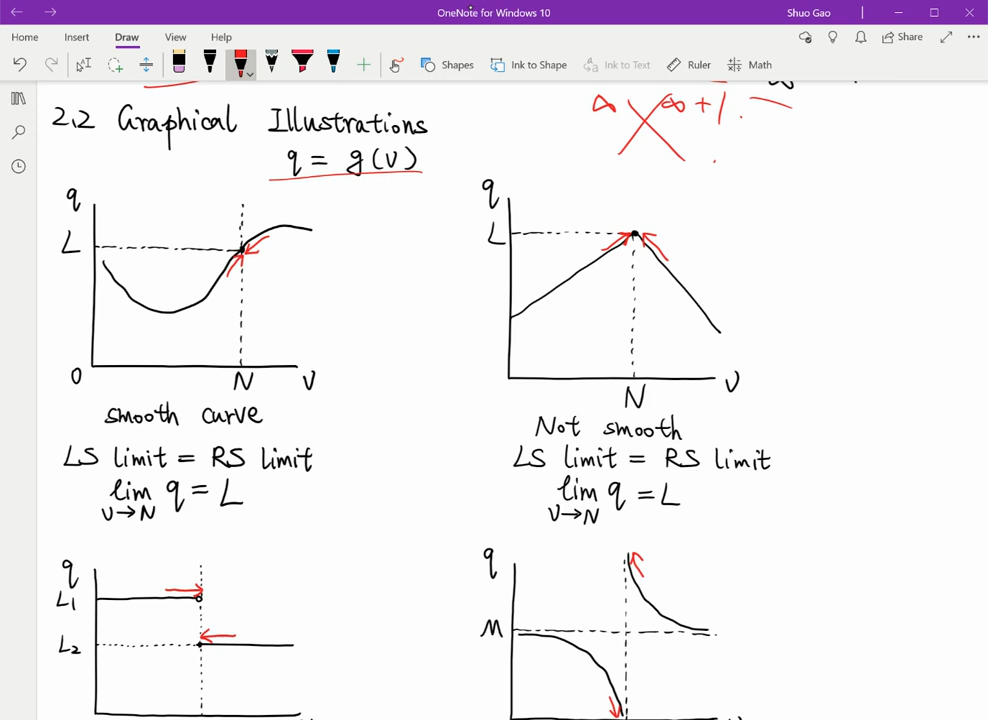 OneNote for Windows 10
Shuo Gao
Home Insert Draw View Help
Share
Shapes Ink to Shape Ink to Text Ruler Math
2.2 Graphical Illustrations
∞ ∞ + 1.
q = g(v)
q
L
0 N v
smooth curve
LS limit = RS limit
lim q = L
v→N
q
L
N v
Not smooth
LS limit = RS limit
lim q = L
v→N
q
L1
L2
q
M